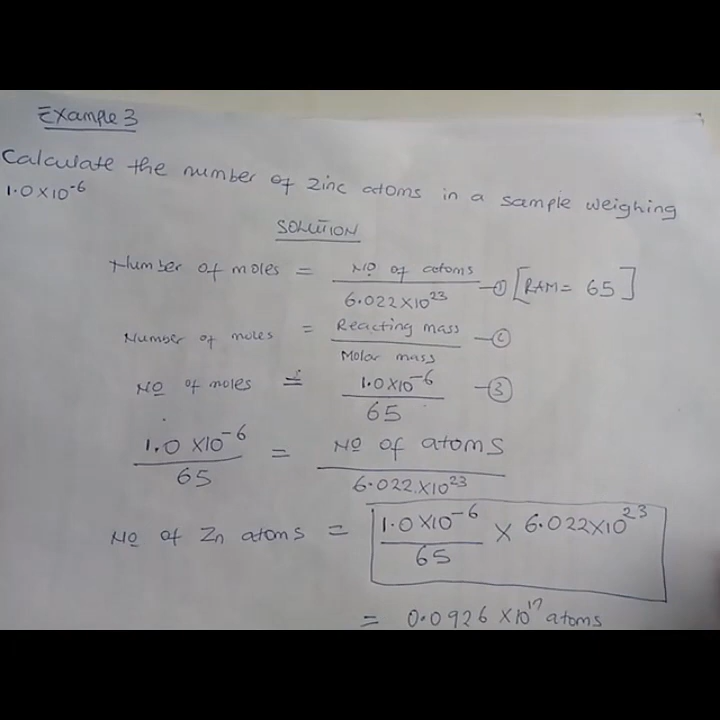 Example 3
Calculate the number of zinc atoms in a sample weighing
1.0×10⁻⁶
SOLUTION
Number of moles = No of atoms / 6.022×10²³ —① [RAM= 65]
Number of moles = Reacting mass / Molar mass —②
No of moles = 1.0×10⁻⁶ / 65 —③
1.0×10⁻⁶ / 65 = No of atoms / 6.022×10²³
No of Zn atoms = 1.0×10⁻⁶ / 65 × 6.022×10²³
= 0.0926×10¹⁷ atoms